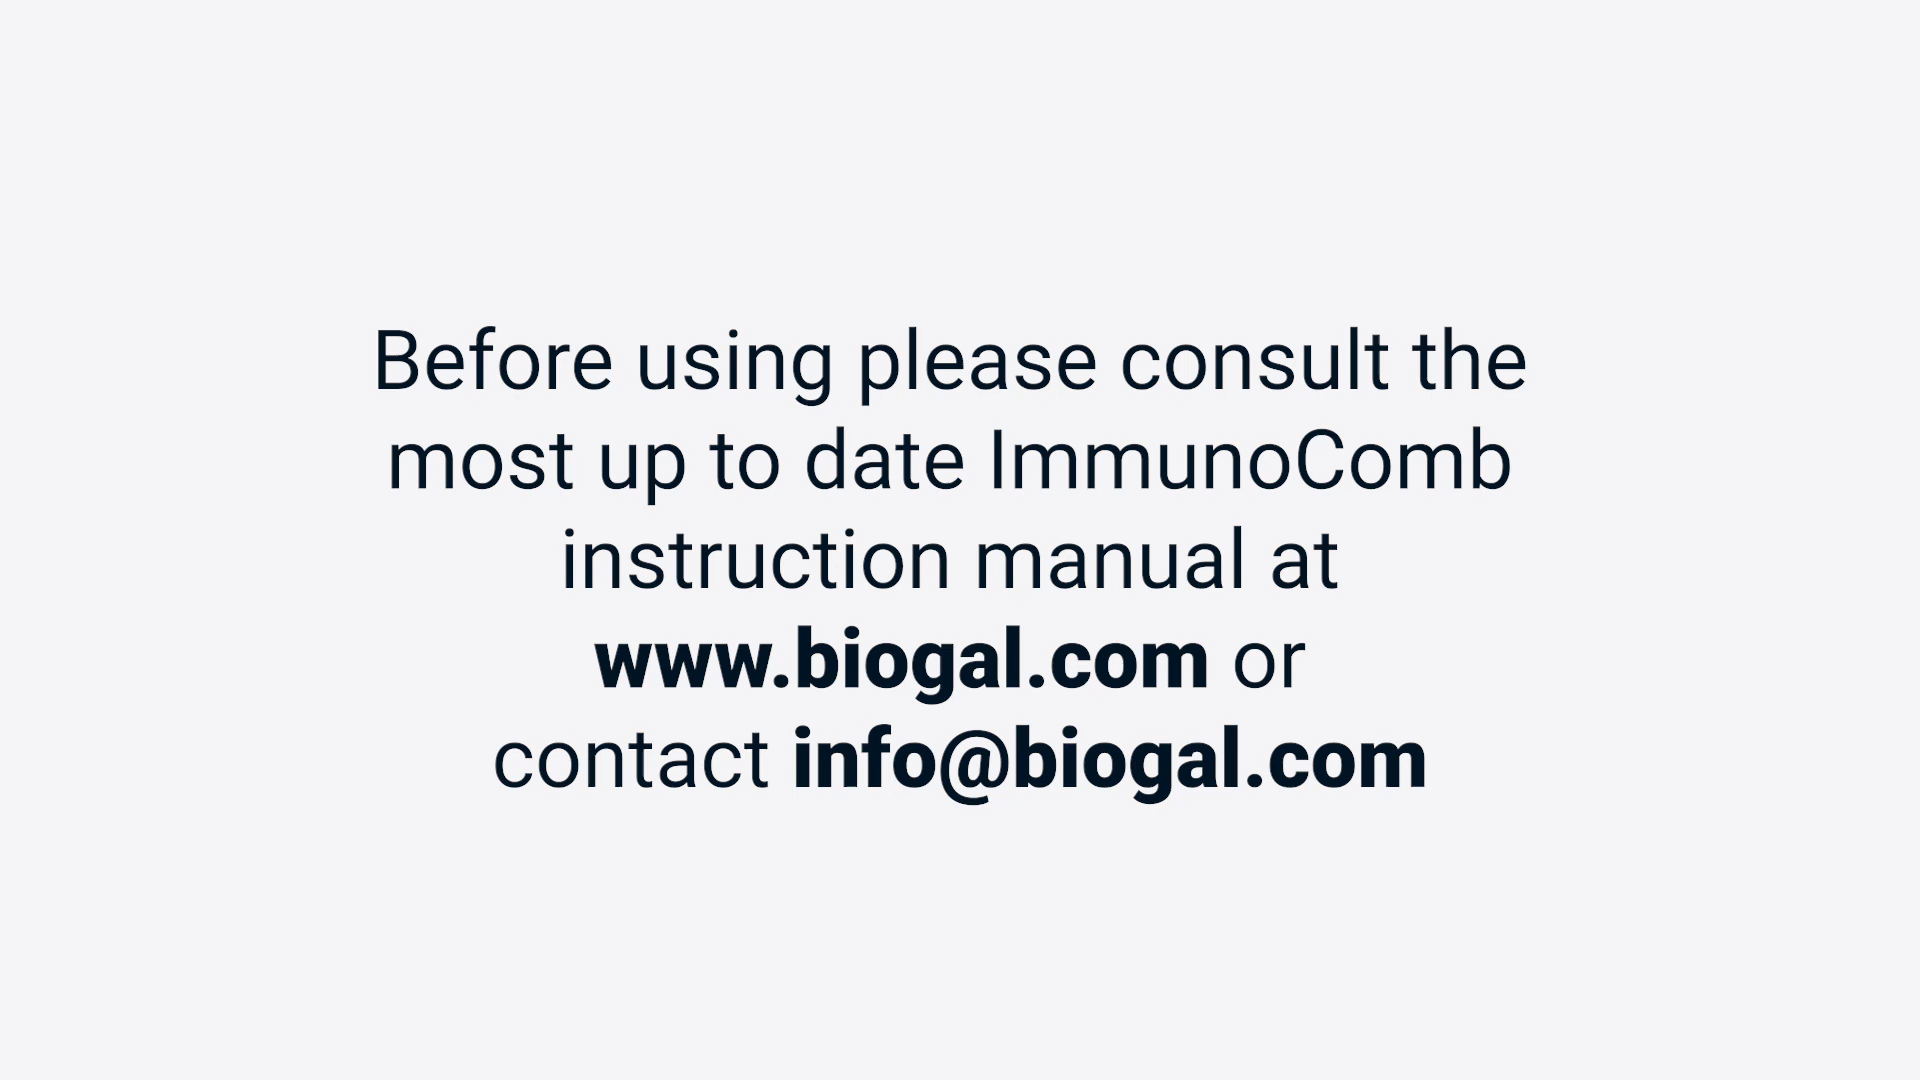 Before using please consult the
most up to date ImmunoComb
instruction manual at
www.biogal.com or
contact info@biogal.com